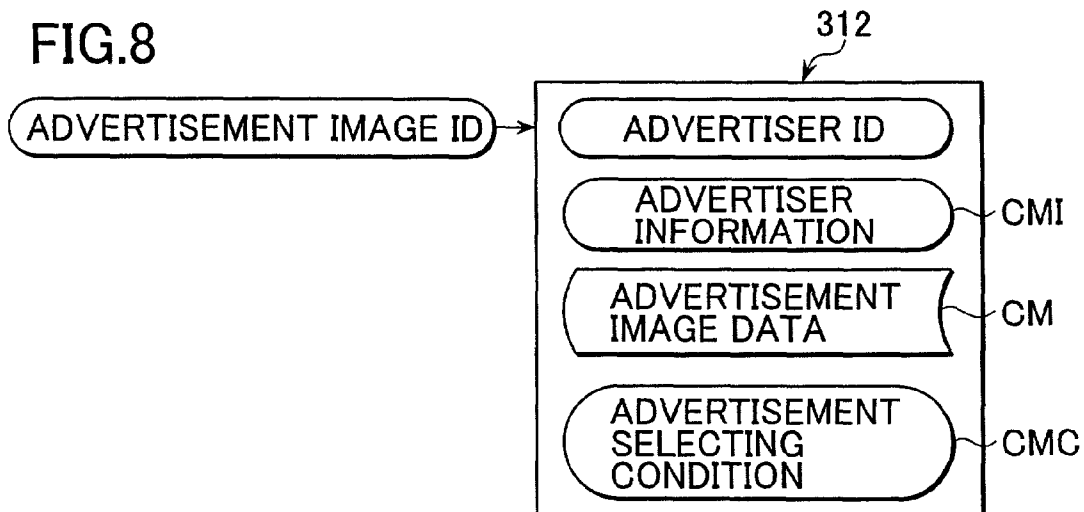 FIG.8
312
ADVERTISEMENT IMAGE ID
ADVERTISER ID
ADVERTISER
INFORMATION
CMI
ADVERTISEMENT
IMAGE DATA
CM
ADVERTISEMENT
SELECTING
CONDITION
CMC